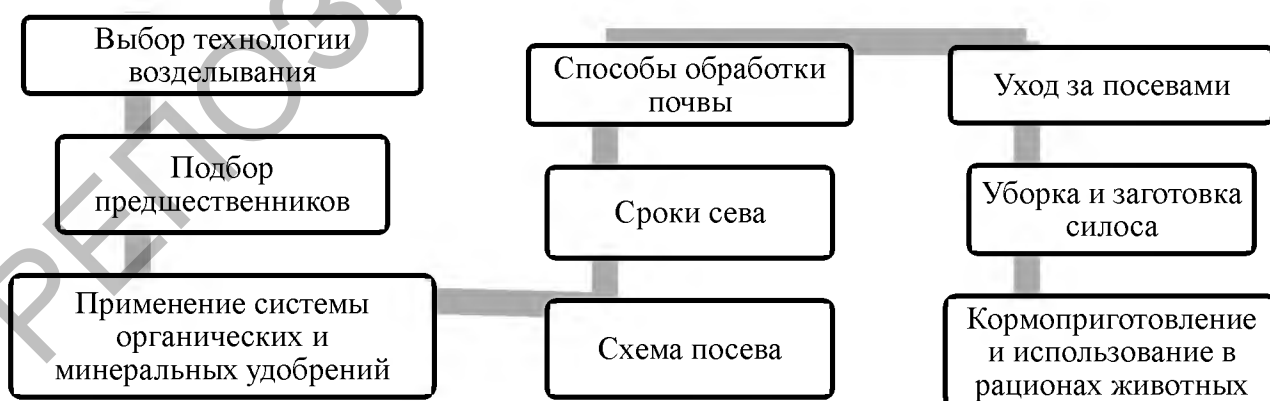 Выбор технологии
возделывания
Подбор
предшественников
Применение системы
органических и
минеральных удобрений
Схема посева
Сроки сева
Способы обработки
почвы
Уход за посевами
Уборка и заготовка
силоса
Кормоприготовление
и использование в
рационах животных